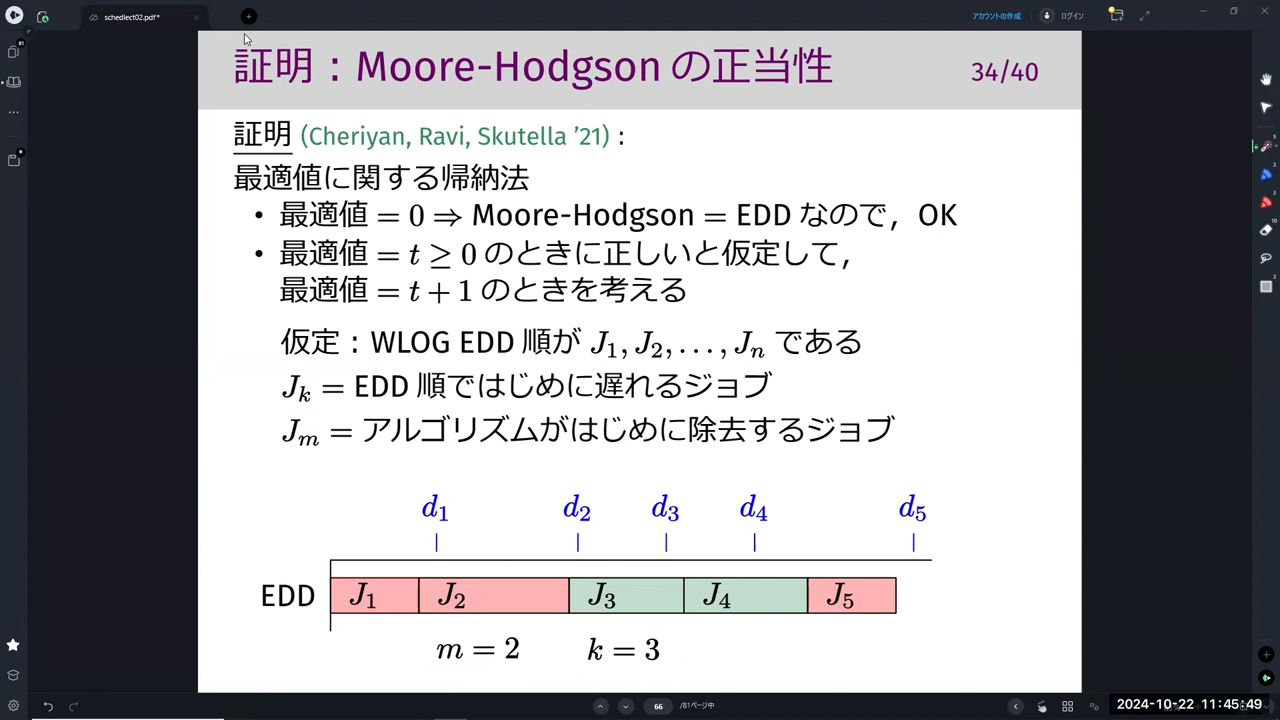 schedlect02.pdf*
アカウントの作成
ログイン
証明：Moore-Hodgson の正当性
34/40
証明 (Cheriyan, Ravi, Skutella ’21) :
最適値に関する帰納法
• 最適値 = 0 ⇒ Moore-Hodgson = EDD なので，OK
• 最適値 = t ≥ 0 のときに正しいと仮定して，
最適値 = t + 1 のときを考える
仮定：WLOG EDD 順が J₁, J₂, . . . , Jₙ である
Jₖ = EDD 順ではじめに遅れるジョブ
Jₘ = アルゴリズムがはじめに除去するジョブ
d₁ d₂ d₃ d₄ d₅
EDD J₁ J₂ J₃ J₄ J₅
m = 2 k = 3
66 /81ページ中
2024-10-22 11:45:49